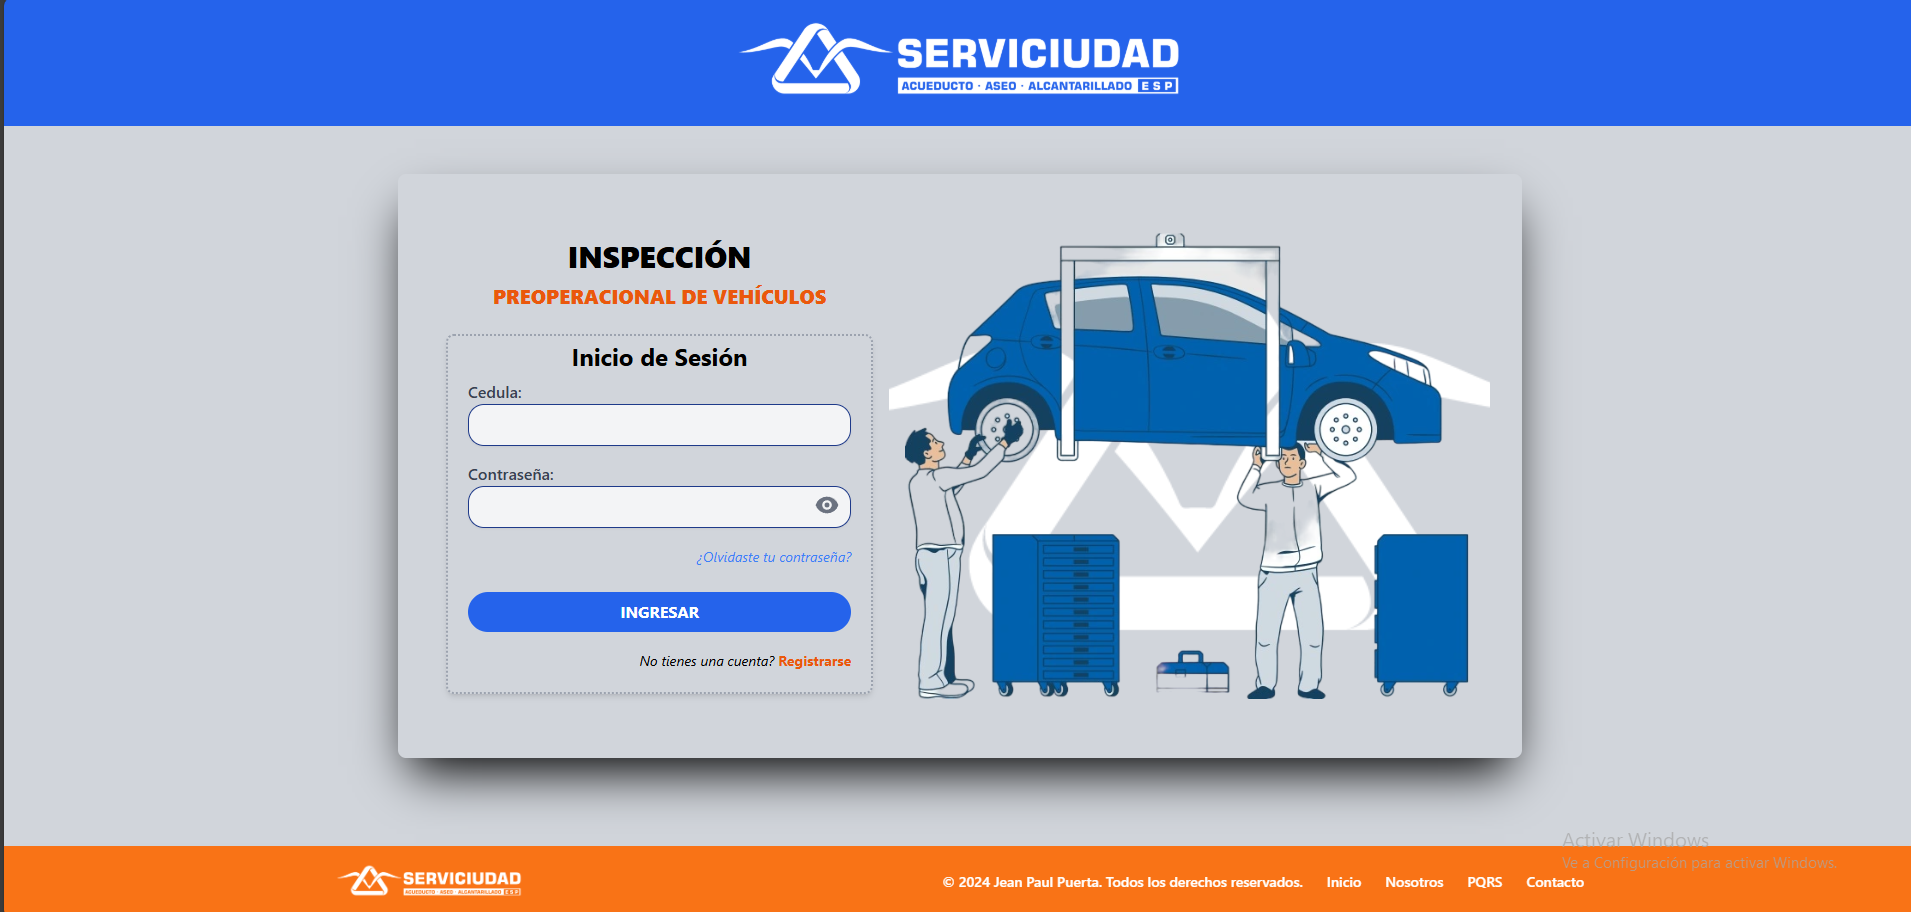 SERVICIUDAD
ACUEDUCTO · ASEO · ALCANTARILLADO ESP
INSPECCIÓN
PREOPERACIONAL DE VEHÍCULOS
Inicio de Sesión
Cedula:
Contraseña:
¿Olvidaste tu contraseña?
INGRESAR
No tienes una cuenta? Registrarse
Activar Windows
Ve a Configuración para activar Windows.
SERVICIUDAD
ACUEDUCTO · ASEO · ALCANTARILLADO ESP
© 2024 Jean Paul Puerta. Todos los derechos reservados. Inicio Nosotros PQRS Contacto